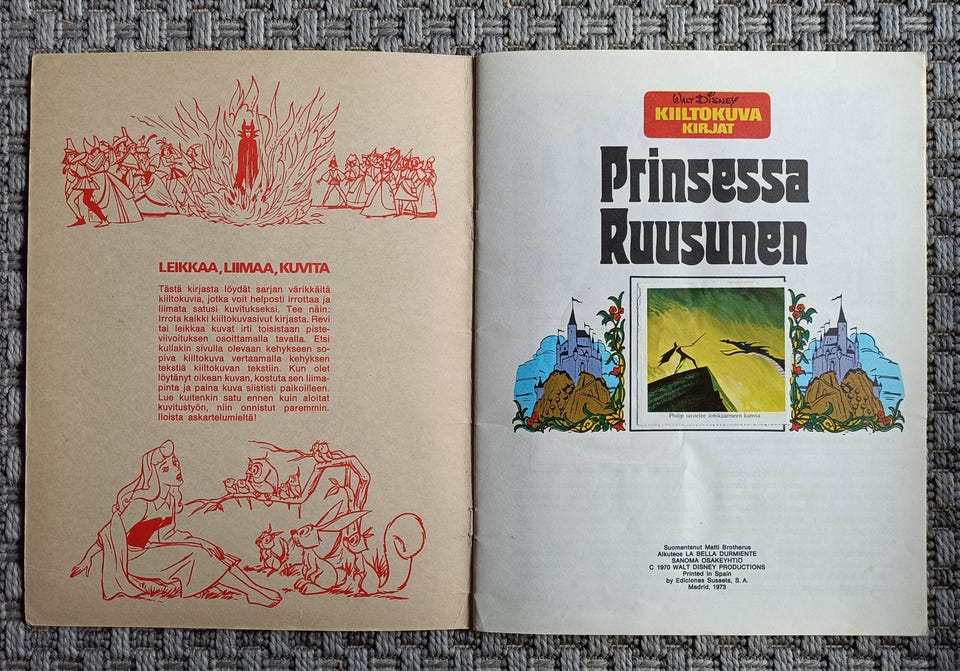 LEIKKAA, LIIMAA, KUVITA
Tästä kirjasta löydät sarjan värikkäitä
kiiltokuvia, jotka voit helposti irrottaa ja
liimata satusi kuvitukseksi. Tee näin:
Irrota kaikki kiiltokuvasivut kirjasta. Revi
tai leikkaa kuvat irti toisistaan piste-
viivoituksen osoittamalla tavalla. Etsi
kullakin sivulla olevaan kehykseen so-
piva kiiltokuva vertaamalla kehyksen
tekstiä kiiltokuvan tekstiin. Kun olet
löytänyt oikean kuvan, kostuta sen liima-
pinta ja paina kuva siististi paikoilleen.
Lue kuitenkin satu ennen kuin aloitat
kuvitustyön, niin onnistut paremmin.
Iloista askartelumieltä!
WALT DISNEY
KIILTOKUVA
KIRJAT
Prinsessa
Ruusunen
Philip taistelee lohikäärmeen kanssa
Suomentanut Matti Brotherus
Alkuteos LA BELLA DURMIENTE
SANOMA OSAKEYHTIÖ
C 1970 WALT DISNEY PRODUCTIONS
Printed in Spain
by Ediciones Susaeta, S. A.
Madrid, 1973